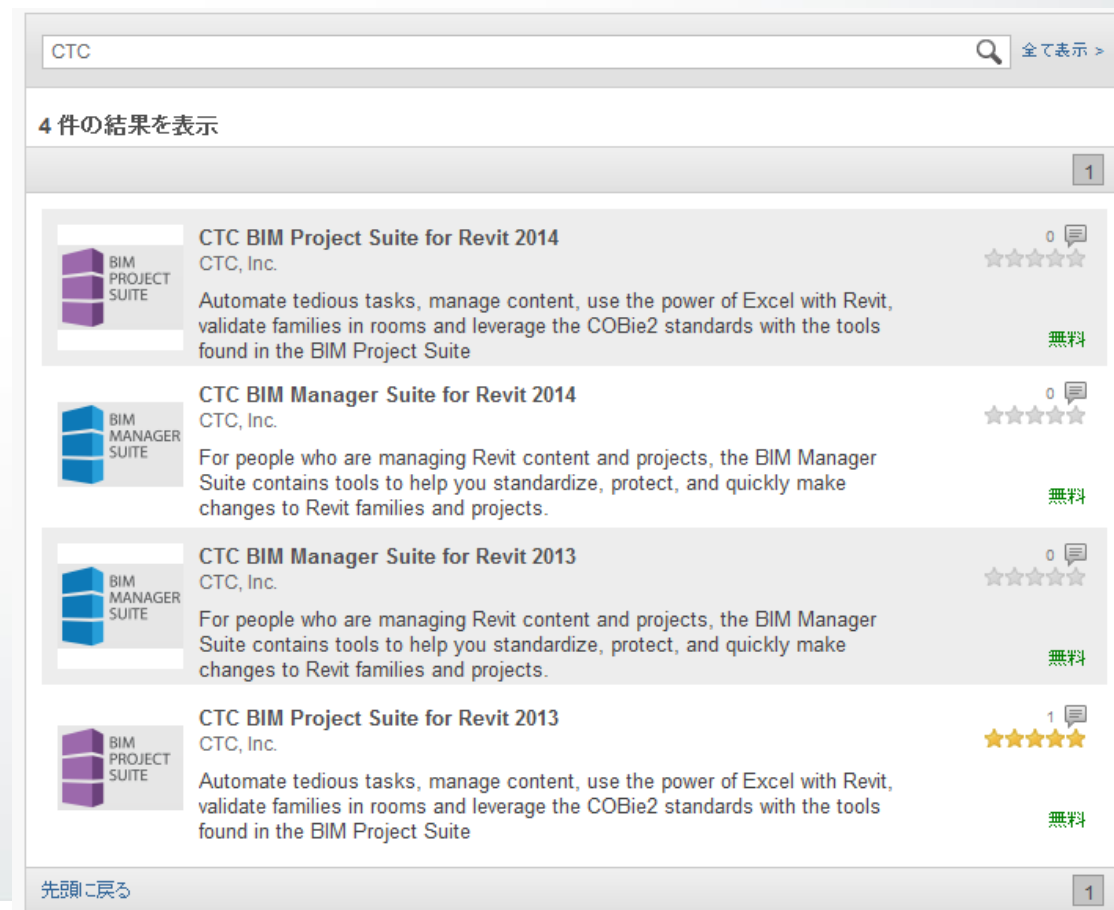 CTC
全て表示 >
4 件の結果を表示
1
BIM
PROJECT
SUITE
CTC BIM Project Suite for Revit 2014
0
CTC, Inc.
Automate tedious tasks, manage content, use the power of Excel with Revit,
validate families in rooms and leverage the COBie2 standards with the tools
found in the BIM Project Suite
無料
BIM
MANAGER
SUITE
CTC BIM Manager Suite for Revit 2014
0
CTC, Inc.
For people who are managing Revit content and projects, the BIM Manager
Suite contains tools to help you standardize, protect, and quickly make
changes to Revit families and projects.
無料
BIM
MANAGER
SUITE
CTC BIM Manager Suite for Revit 2013
0
CTC, Inc.
For people who are managing Revit content and projects, the BIM Manager
Suite contains tools to help you standardize, protect, and quickly make
changes to Revit families and projects.
無料
BIM
PROJECT
SUITE
CTC BIM Project Suite for Revit 2013
1
CTC, Inc.
Automate tedious tasks, manage content, use the power of Excel with Revit,
validate families in rooms and leverage the COBie2 standards with the tools
found in the BIM Project Suite
無料
先頭に戻る
1